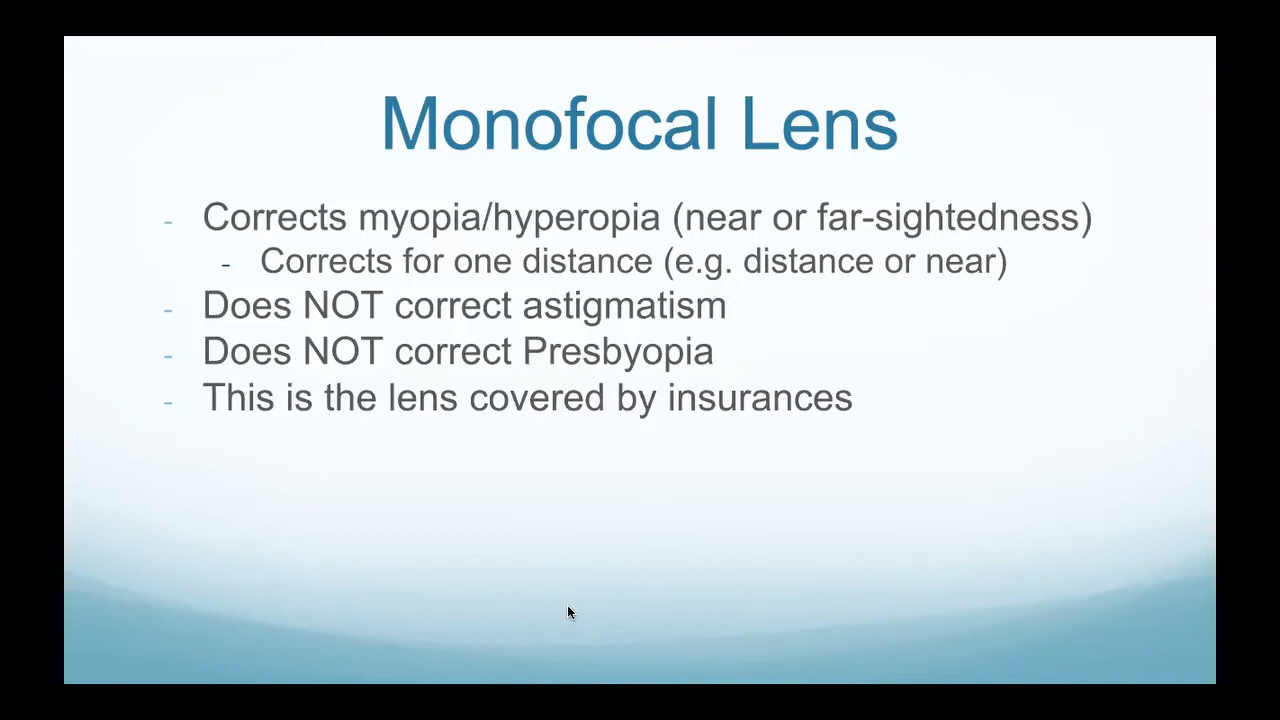 Monofocal Lens
- Corrects myopia/hyperopia (near or far-sightedness)
- Corrects for one distance (e.g. distance or near)
- Does NOT correct astigmatism
- Does NOT correct Presbyopia
- This is the lens covered by insurances